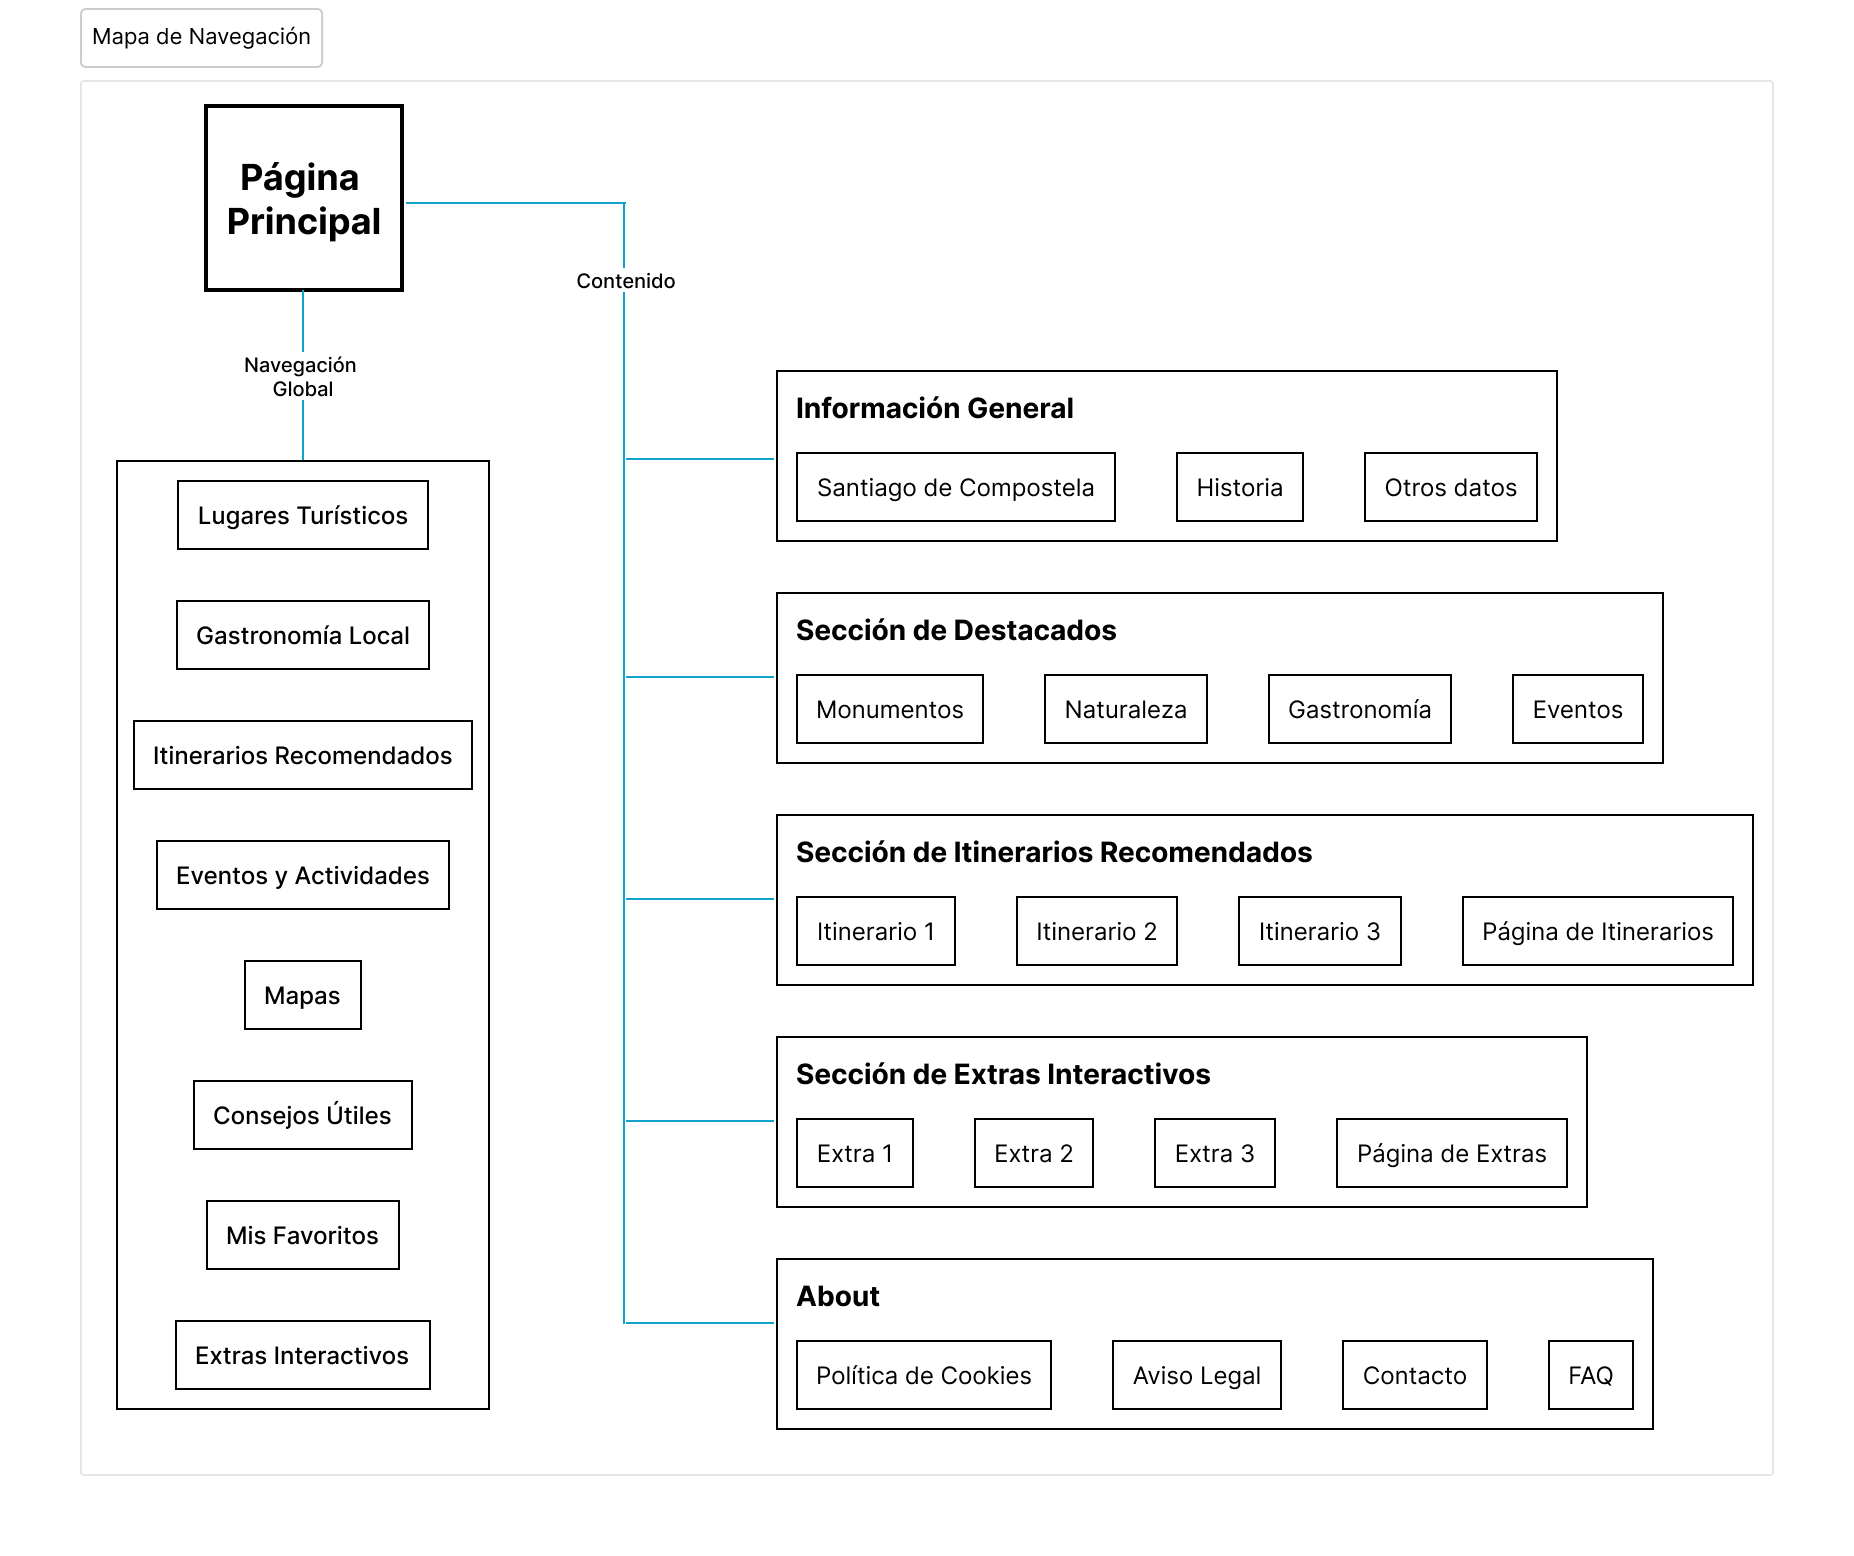 Mapa de Navegación
Página
Principal
Contenido
Navegación
Global
Lugares Turísticos
Gastronomía Local
Itinerarios Recomendados
Eventos y Actividades
Mapas
Consejos Útiles
Mis Favoritos
Extras Interactivos
Información General
Santiago de Compostela
Historia
Otros datos
Sección de Destacados
Monumentos
Naturaleza
Gastronomía
Eventos
Sección de Itinerarios Recomendados
Itinerario 1
Itinerario 2
Itinerario 3
Página de Itinerarios
Sección de Extras Interactivos
Extra 1
Extra 2
Extra 3
Página de Extras
About
Política de Cookies
Aviso Legal
Contacto
FAQ